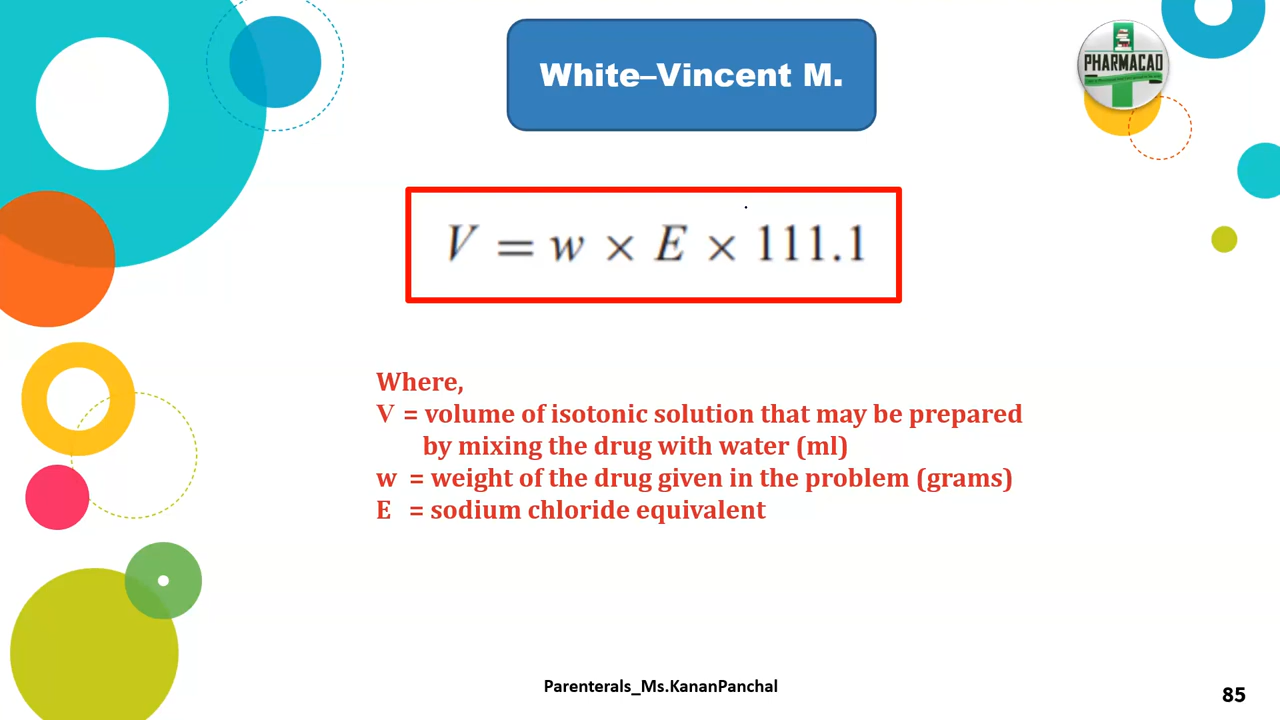 White–Vincent M.
PHARMACAD
V = w × E × 111.1
Where,
V = volume of isotonic solution that may be prepared
by mixing the drug with water (ml)
w = weight of the drug given in the problem (grams)
E = sodium chloride equivalent
Parenterals_Ms.KananPanchal
85